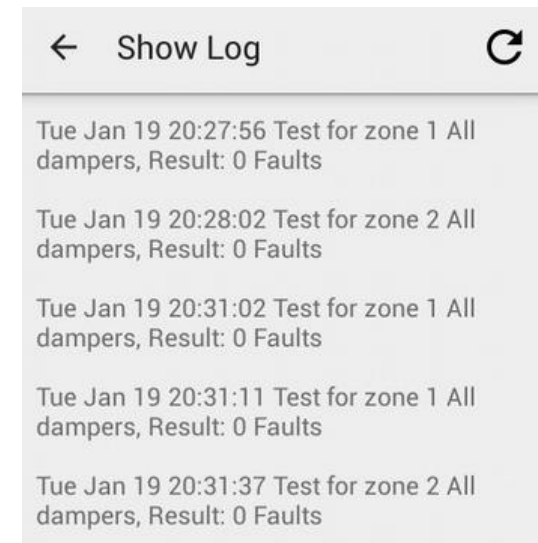 Show Log
Tue Jan 19 20:27:56 Test for zone 1 All
dampers, Result: 0 Faults
Tue Jan 19 20:28:02 Test for zone 2 All
dampers, Result: 0 Faults
Tue Jan 19 20:31:02 Test for zone 1 All
dampers, Result: 0 Faults
Tue Jan 19 20:31:11 Test for zone 1 All
dampers, Result: 0 Faults
Tue Jan 19 20:31:37 Test for zone 2 All
dampers, Result: 0 Faults